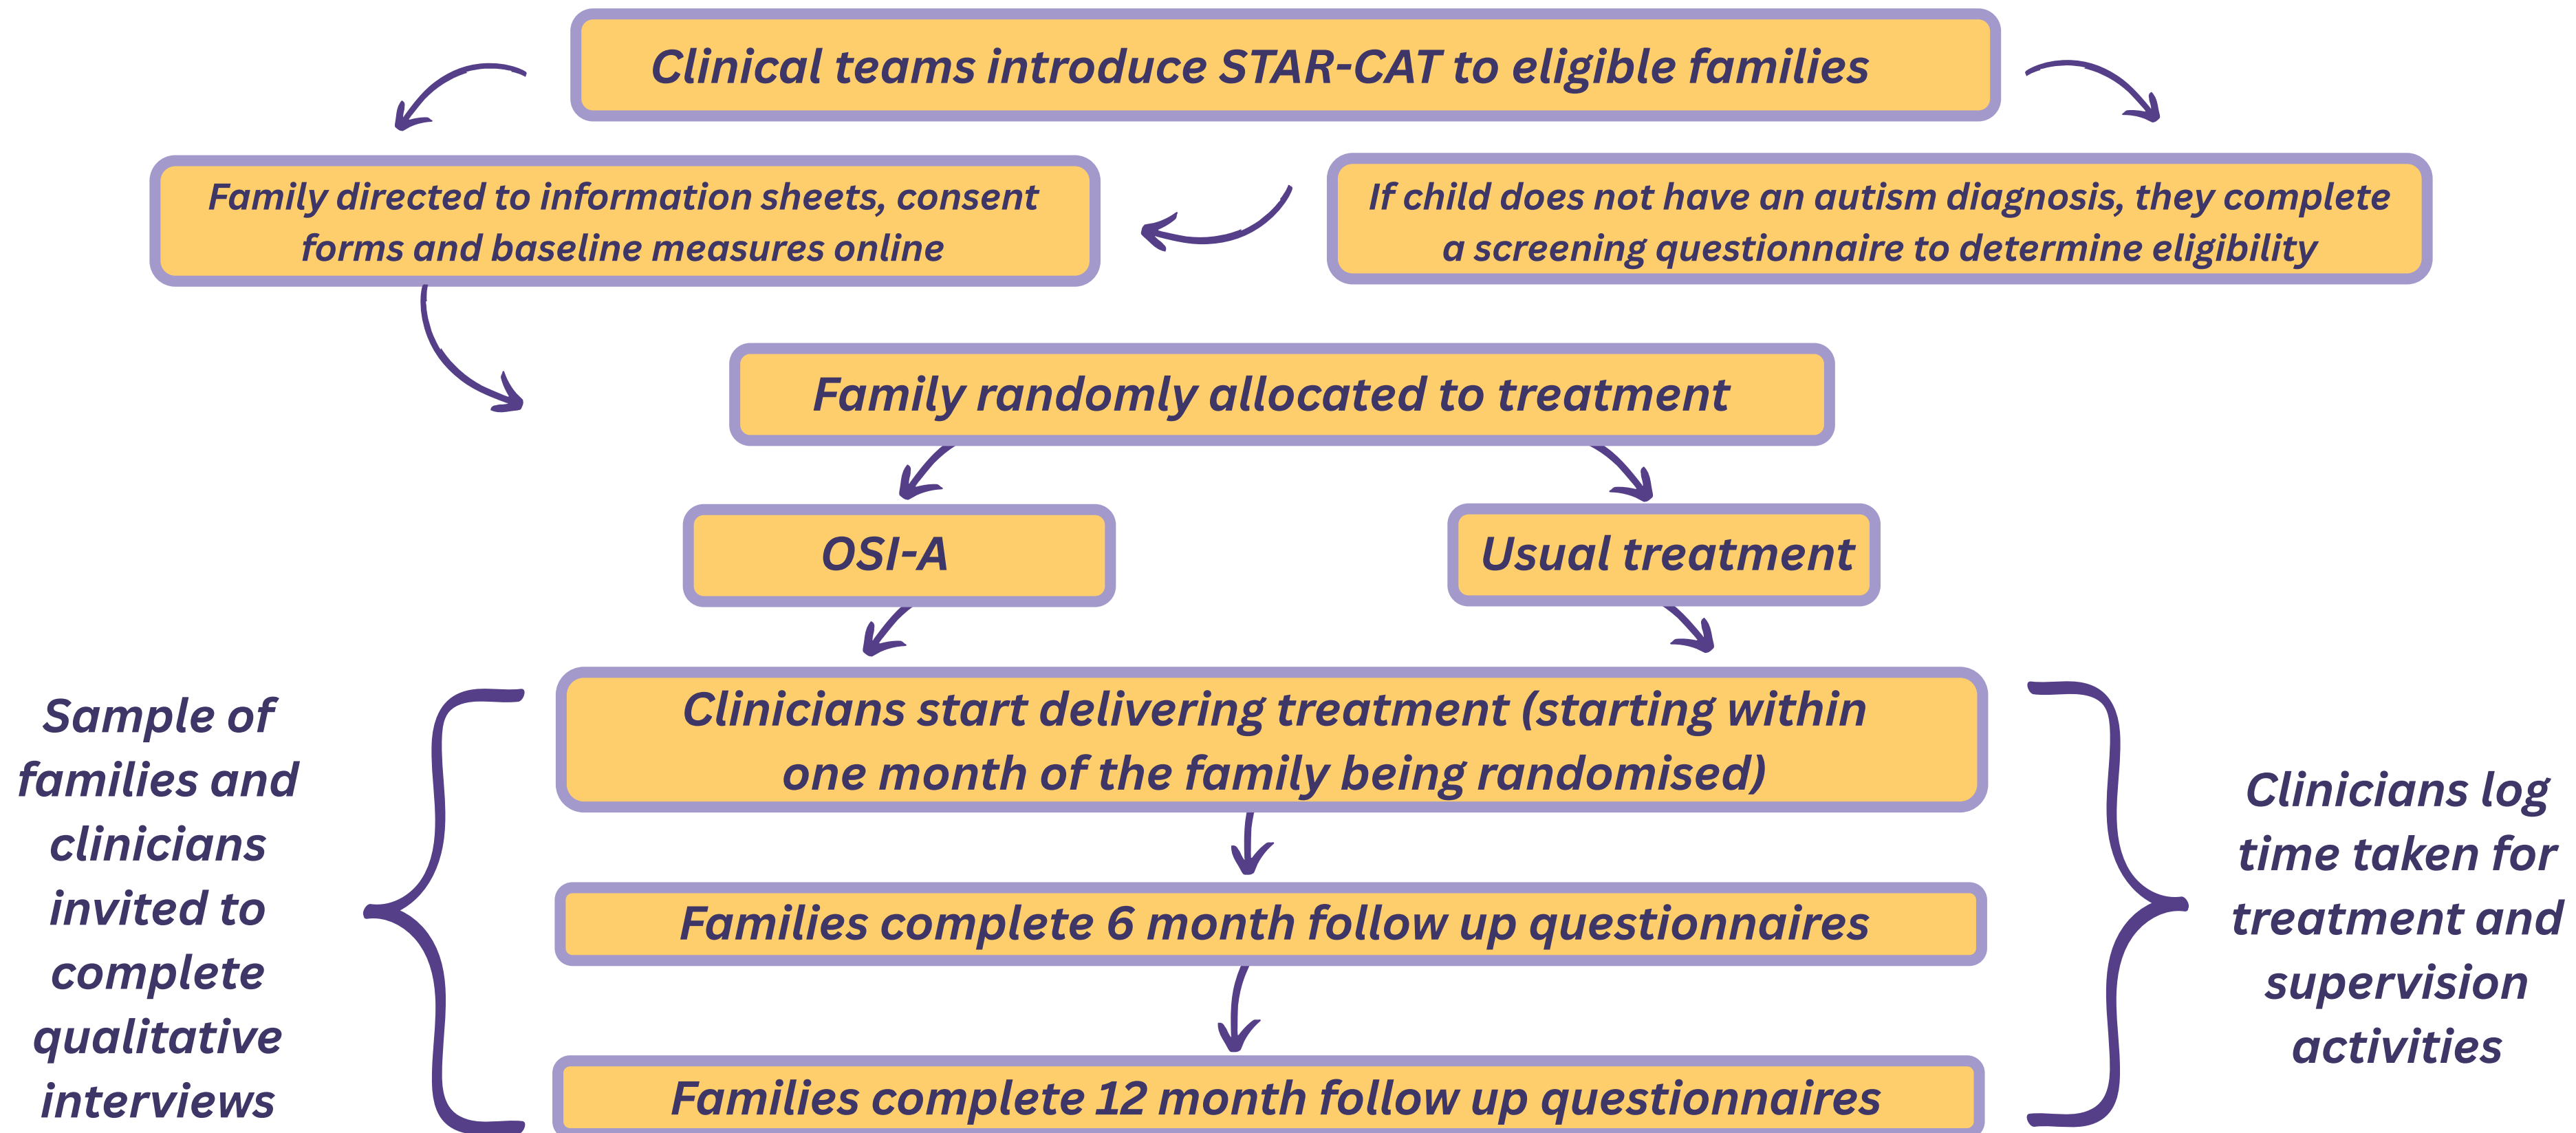 Clinical teams introduce STAR-CAT to eligible families
Family directed to information sheets, consent
forms and baseline measures online
If child does not have an autism diagnosis, they complete
a screening questionnaire to determine eligibility
Family randomly allocated to treatment
OSI-A
Usual treatment
Clinicians start delivering treatment (starting within
one month of the family being randomised)
Families complete 6 month follow up questionnaires
Families complete 12 month follow up questionnaires
Sample of
families and
clinicians
invited to
complete
qualitative
interviews
Clinicians log
time taken for
treatment and
supervision
activities